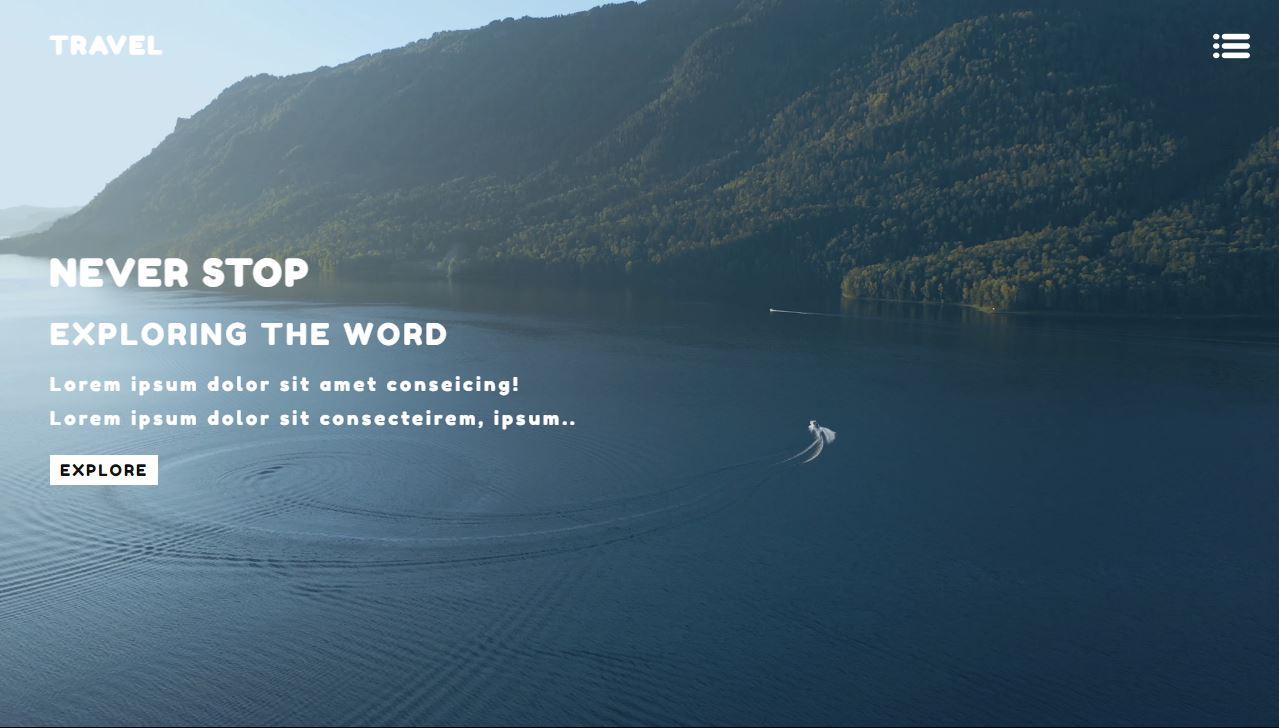 TRAVEL
NEVER STOP
EXPLORING THE WORD
Lorem ipsum dolor sit amet conseicing!
Lorem ipsum dolor sit consecteirem, ipsum..
EXPLORE